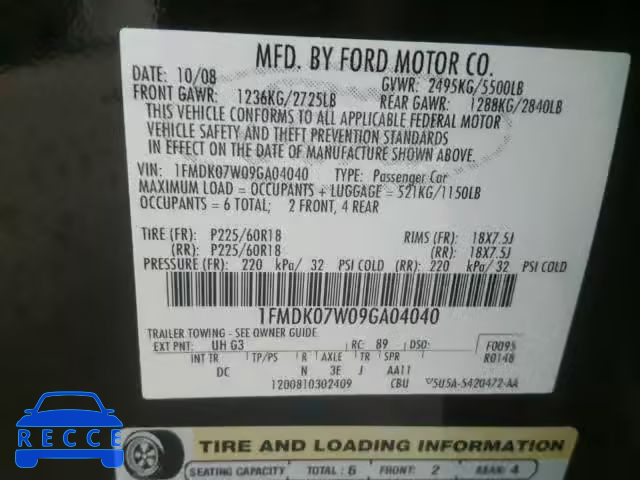 MFD. BY FORD MOTOR CO.
DATE: 10/08 GVWR: 2495KG/5500LB
FRONT GAWR: 1236KG/2725LB REAR GAWR: 1288KG/2840LB
THIS VEHICLE CONFORMS TO ALL APPLICABLE FEDERAL MOTOR
VEHICLE SAFETY AND THEFT PREVENTION STANDARDS
IN EFFECT ON THE DATE OF MANUFACTURE SHOWN ABOVE.
VIN: 1FMDK07W09GA04040 TYPE: Passenger Car
MAXIMUM LOAD = OCCUPANTS + LUGGAGE = 521KG/1150LB
OCCUPANTS = 6 TOTAL; 2 FRONT, 4 REAR
TIRE (FR): P225/60R18 RIMS (FR): 18X7.5J
(RR): P225/60R18 (RR): 18X7.5J
PRESSURE (FR): 220 kPa/ 32 PSI COLD (RR): 220 kPa/ 32 PSI COLD
1FMDK07W09GA04040
TRAILER TOWING - SEE OWNER GUIDE.
EXT PNT: UH G3 RC: 89 DSO: F0095
INT TR TP/PS R AXLE TR SPR R0148
DC N 3E J AA11
1200810302409 CBU 5U5A-5420472-AA
TIRE AND LOADING INFORMATION
SEATING CAPACITY TOTAL: 6 FRONT: 2 REAR: 4
RECCE